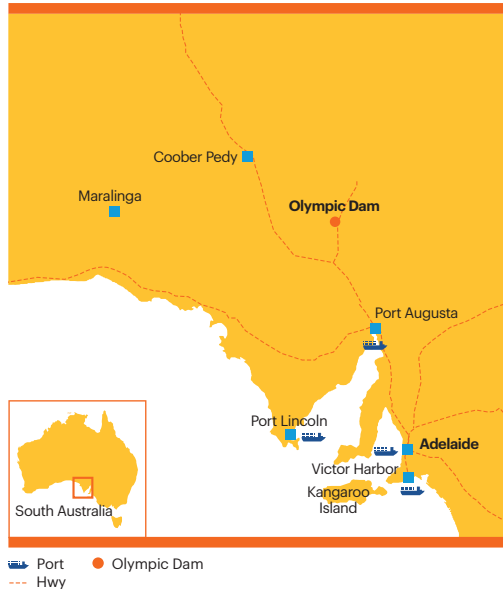 Coober Pedy
Maralinga
Olympic Dam
Port Augusta
Port Lincoln
Adelaide
Victor Harbor
Kangaroo
Island
South Australia
Port
Olympic Dam
Hwy